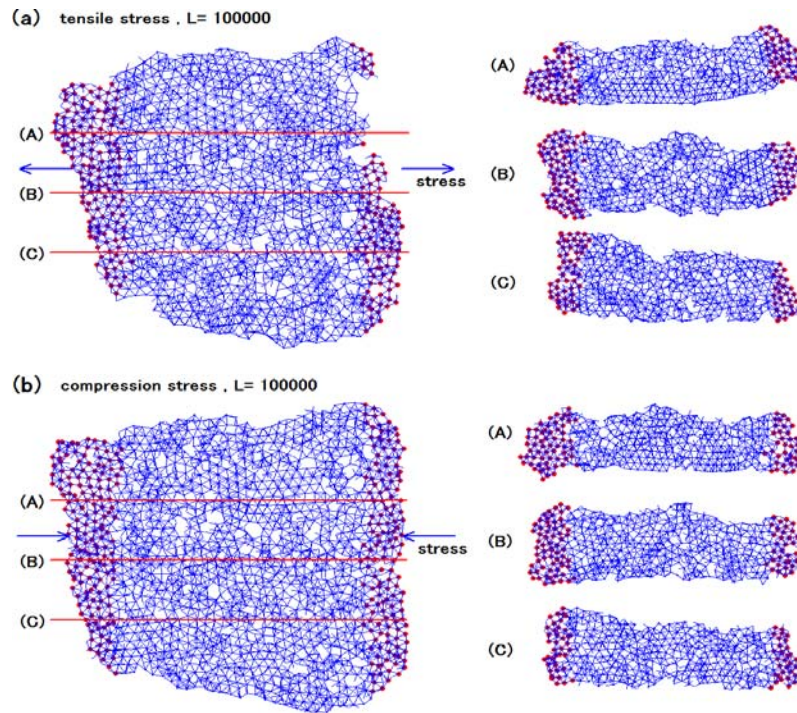 (a) tensile stress , L= 100000
(A)
(B)
(C)
stress
(A)
(B)
(C)
(b) compression stress , L= 100000
(A)
(B)
(C)
stress
(A)
(B)
(C)